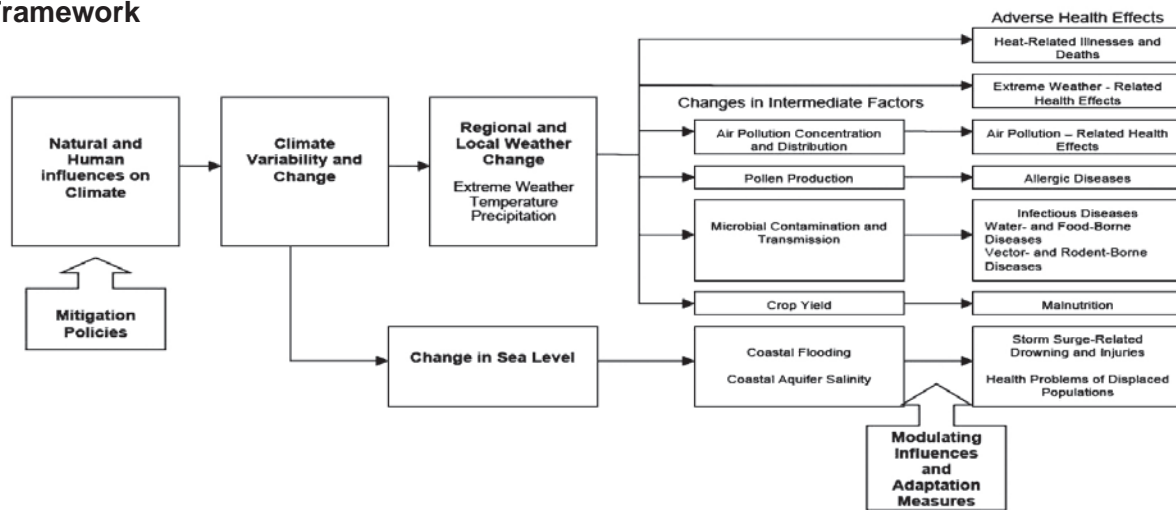 Framework
Adverse Health Effects
Heat-Related Illnesses and
Deaths
Extreme Weather - Related
Health Effects
Changes in Intermediate Factors
Natural and
Human
influences on
Climate
Climate
Variability and
Change
Regional and
Local Weather
Change
Extreme Weather
Temperature
Precipitation
Air Pollution Concentration
and Distribution
Air Pollution – Related Health
Effects
Pollen Production
Allergic Diseases
Microbial Contamination and
Transmission
Infectious Diseases
Water- and Food-Borne
Diseases
Vector- and Rodent-Borne
Diseases
Crop Yield
Malnutrition
Mitigation
Policies
Change in Sea Level
Coastal Flooding
Coastal Aquifer Salinity
Storm Surge-Related
Drowning and Injuries
Health Problems of Displaced
Populations
Modulating
Influences
and
Adaptation
Measures